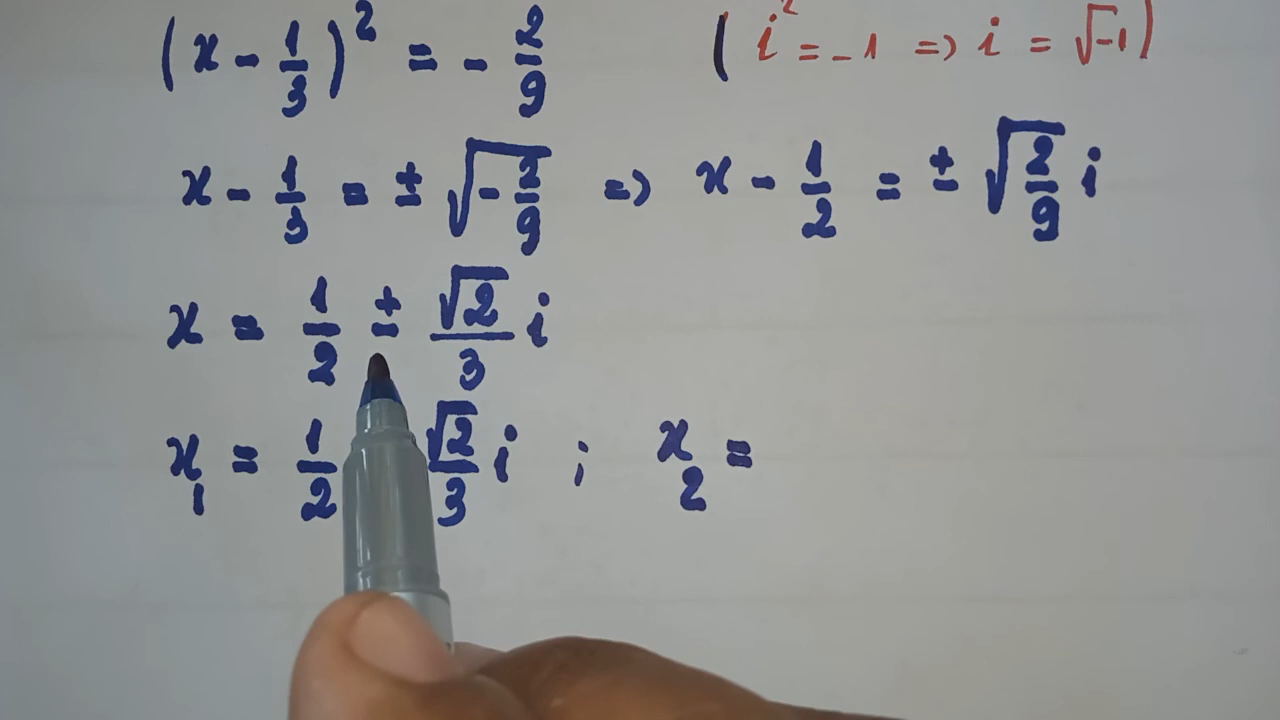 (x - 1/3)² = - 2/9 (i² = -1 => i = √-1)
x - 1/3 = ± √(-2/9) => x - 1/2 = ± √(2/9) i
x = 1/2 ± √2/3 i
x₁ = 1/2 √2/3 i ; x₂ =